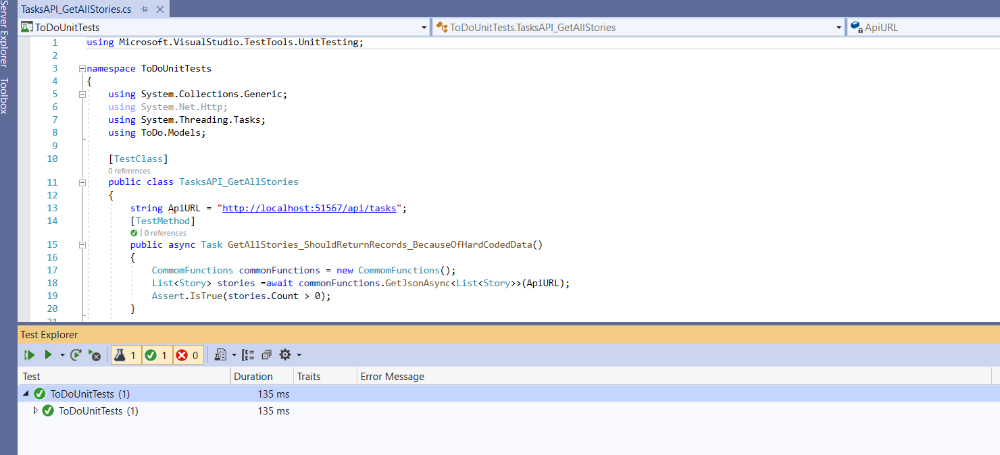 TasksAPI_GetAllStories.cs
Server Explorer
Toolbox
ToDoUnitTests
ToDoUnitTests.TasksAPI_GetAllStories
ApiURL
1 using Microsoft.VisualStudio.TestTools.UnitTesting;
2
3 namespace ToDoUnitTests
4 {
5 using System.Collections.Generic;
6 using System.Net.Http;
7 using System.Threading.Tasks;
8 using ToDo.Models;
9
10 [TestClass]
0 references
11 public class TasksAPI_GetAllStories
12 {
13 string ApiURL = "http://localhost:51567/api/tasks";
14 [TestMethod]
| 0 references
15 public async Task GetAllStories_ShouldReturnRecords_BecauseOfHardCodedData()
16 {
17 CommomFunctions commonFunctions = new CommomFunctions();
18 List<Story> stories =await commonFunctions.GetJsonAsync<List<Story>>(ApiURL);
19 Assert.IsTrue(stories.Count > 0);
20 }
21
Test Explorer
1 1 0
Test Duration Traits Error Message
ToDoUnitTests (1) 135 ms
ToDoUnitTests (1) 135 ms